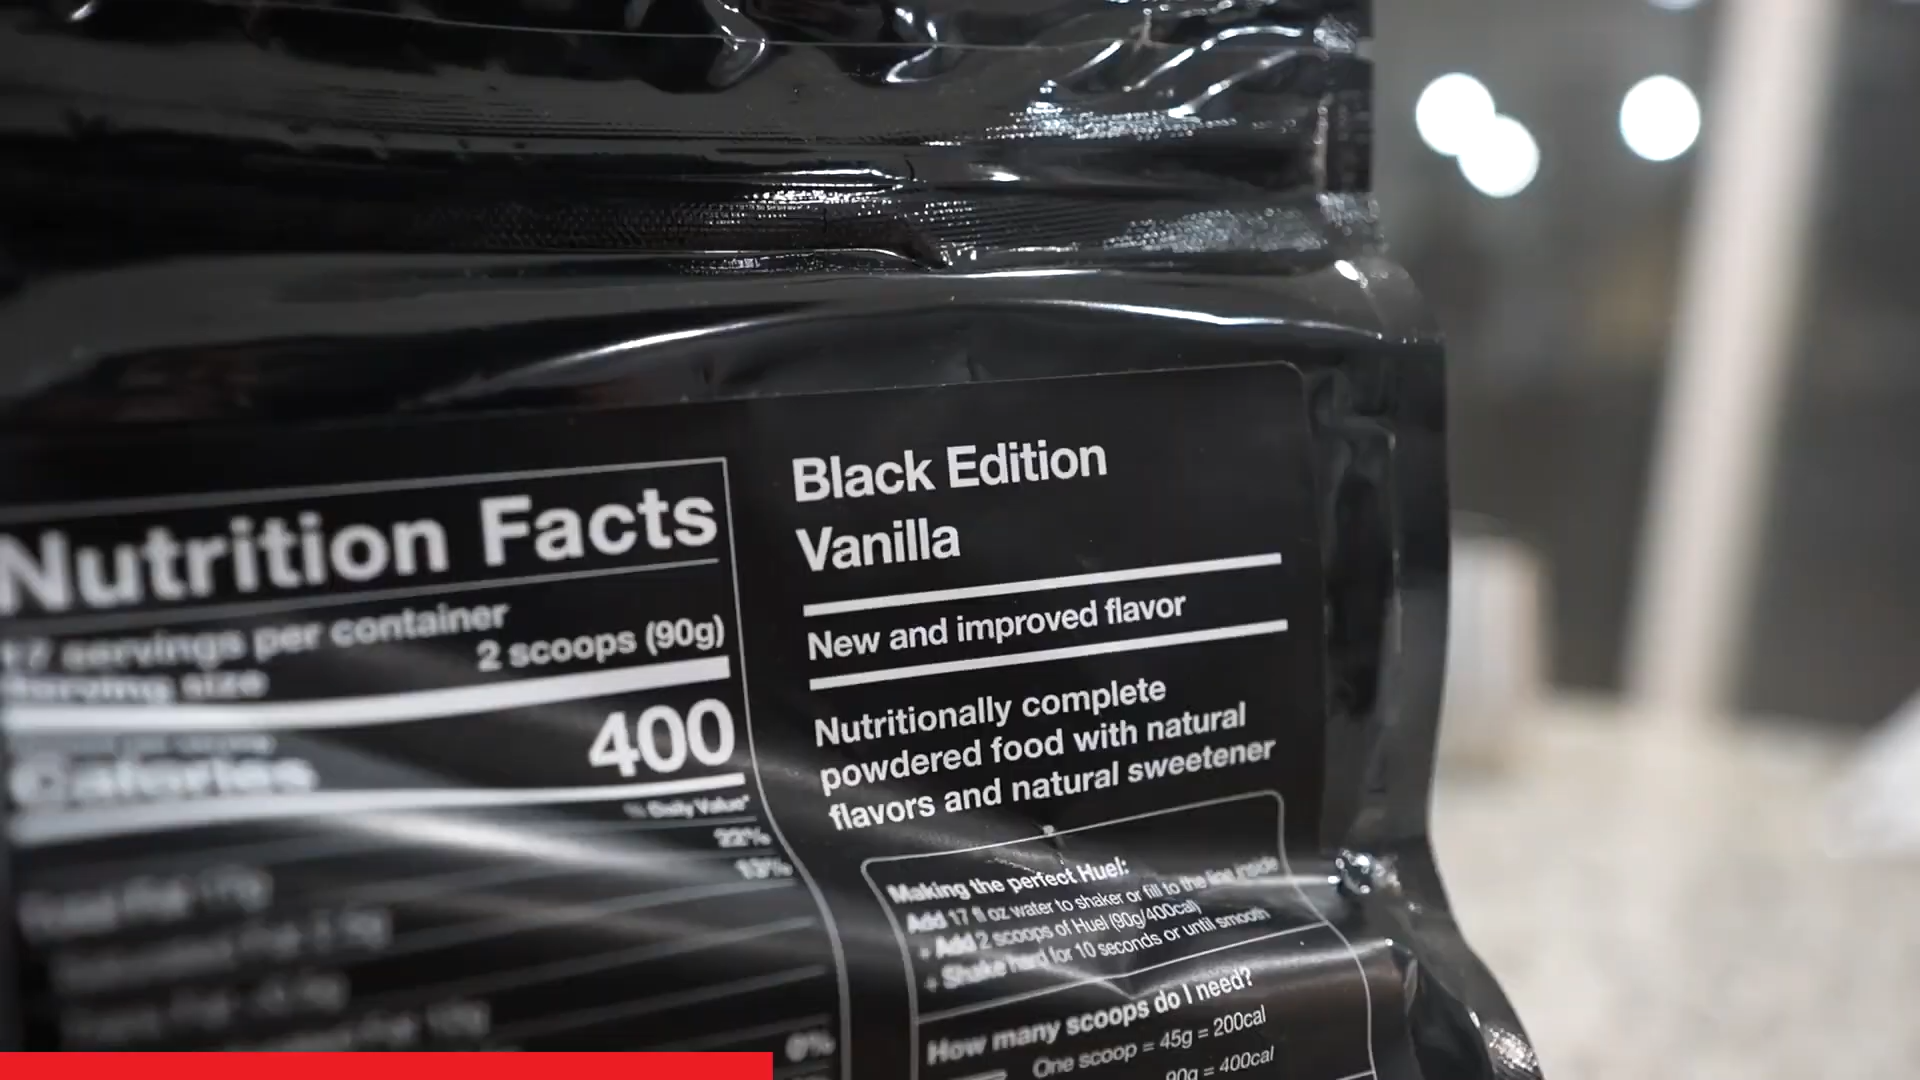 Nutrition Facts
17 servings per container
Serving size 2 scoops (90g)
Calories 400
% Daily Value*
22%
13%
0%
Black Edition
Vanilla
New and improved flavor
Nutritionally complete
powdered food with natural
flavors and natural sweetener
Making the perfect Huel:
Add 17 fl oz water to shaker or fill to the line inside
+ Add 2 scoops of Huel (90g/400cal)
+ Shake hard for 10 seconds or until smooth
How many scoops do I need?
One scoop = 45g = 200cal
90g = 400cal